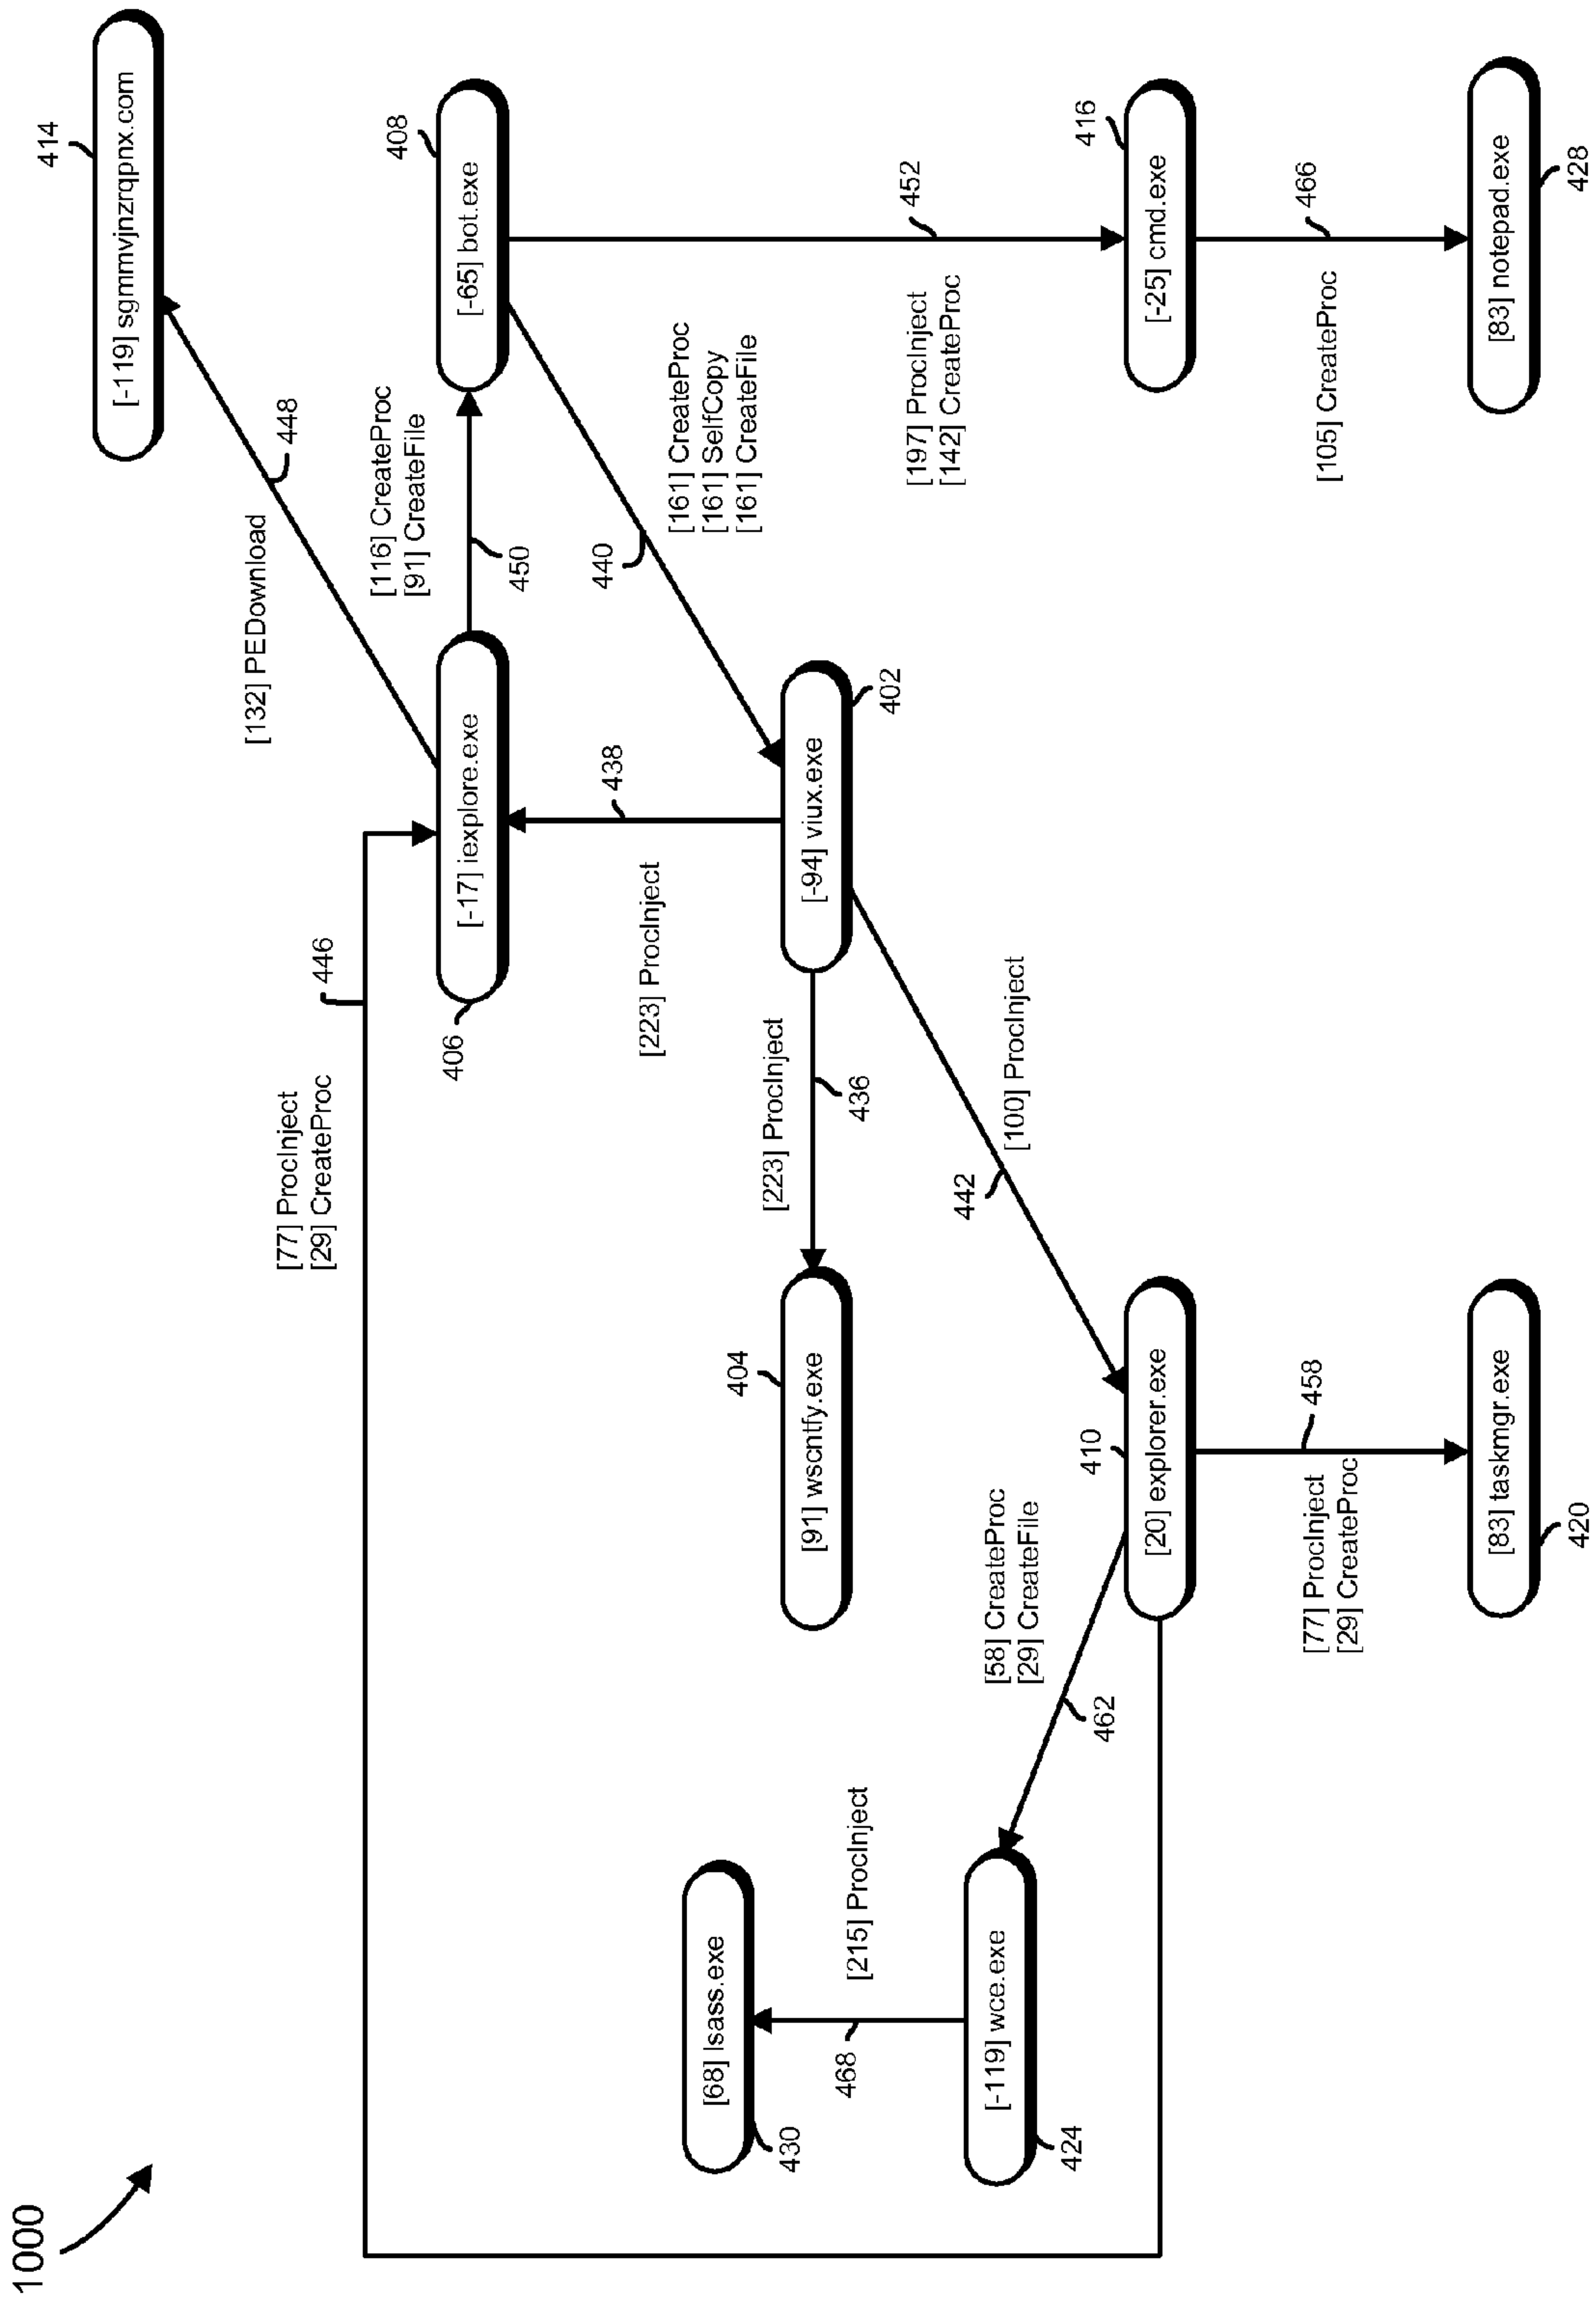 1000
414
[-119] sgmmvjnzrqpnx.com
448
[132] PEDownload
446
[77] ProcInject
[29] CreateProc
406
[-17] iexplore.exe
[116] CreateProc
[91] CreateFile
450
408
[-65] bot.exe
438
[223] ProcInject
440
[161] CreateProc
[161] SelfCopy
[161] CreateFile
430
[68] lsass.exe
404
[91] wscntfy.exe
[223] ProcInject
436
[-94] viux.exe
402
452
[197] ProcInject
[142] CreateProc
468
[215] ProcInject
442
[100] ProcInject
424
[-119] wce.exe
462
[58] CreateProc
[29] CreateFile
410
[20] explorer.exe
416
[-25] cmd.exe
458
[77] ProcInject
[29] CreateProc
466
[105] CreateProc
420
[83] taskmgr.exe
[83] notepad.exe
428